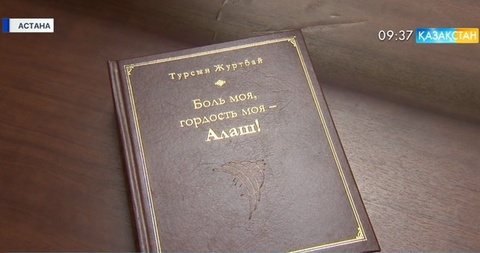 АСТАНА
09:37 ҚАЗАҚСТАН
Турсын Журтбай
Боль моя,
гордость моя –
Алаш!